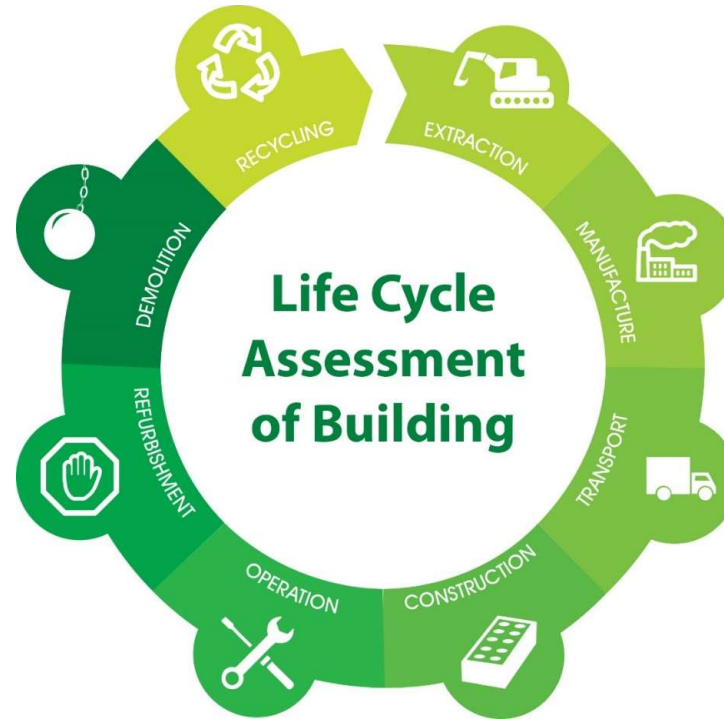 Life Cycle
Assessment
of Building
EXTRACTION
MANUFACTURE
TRANSPORT
CONSTRUCTION
OPERATION
REFURBISHMENT
DEMOLITION
RECYCLING